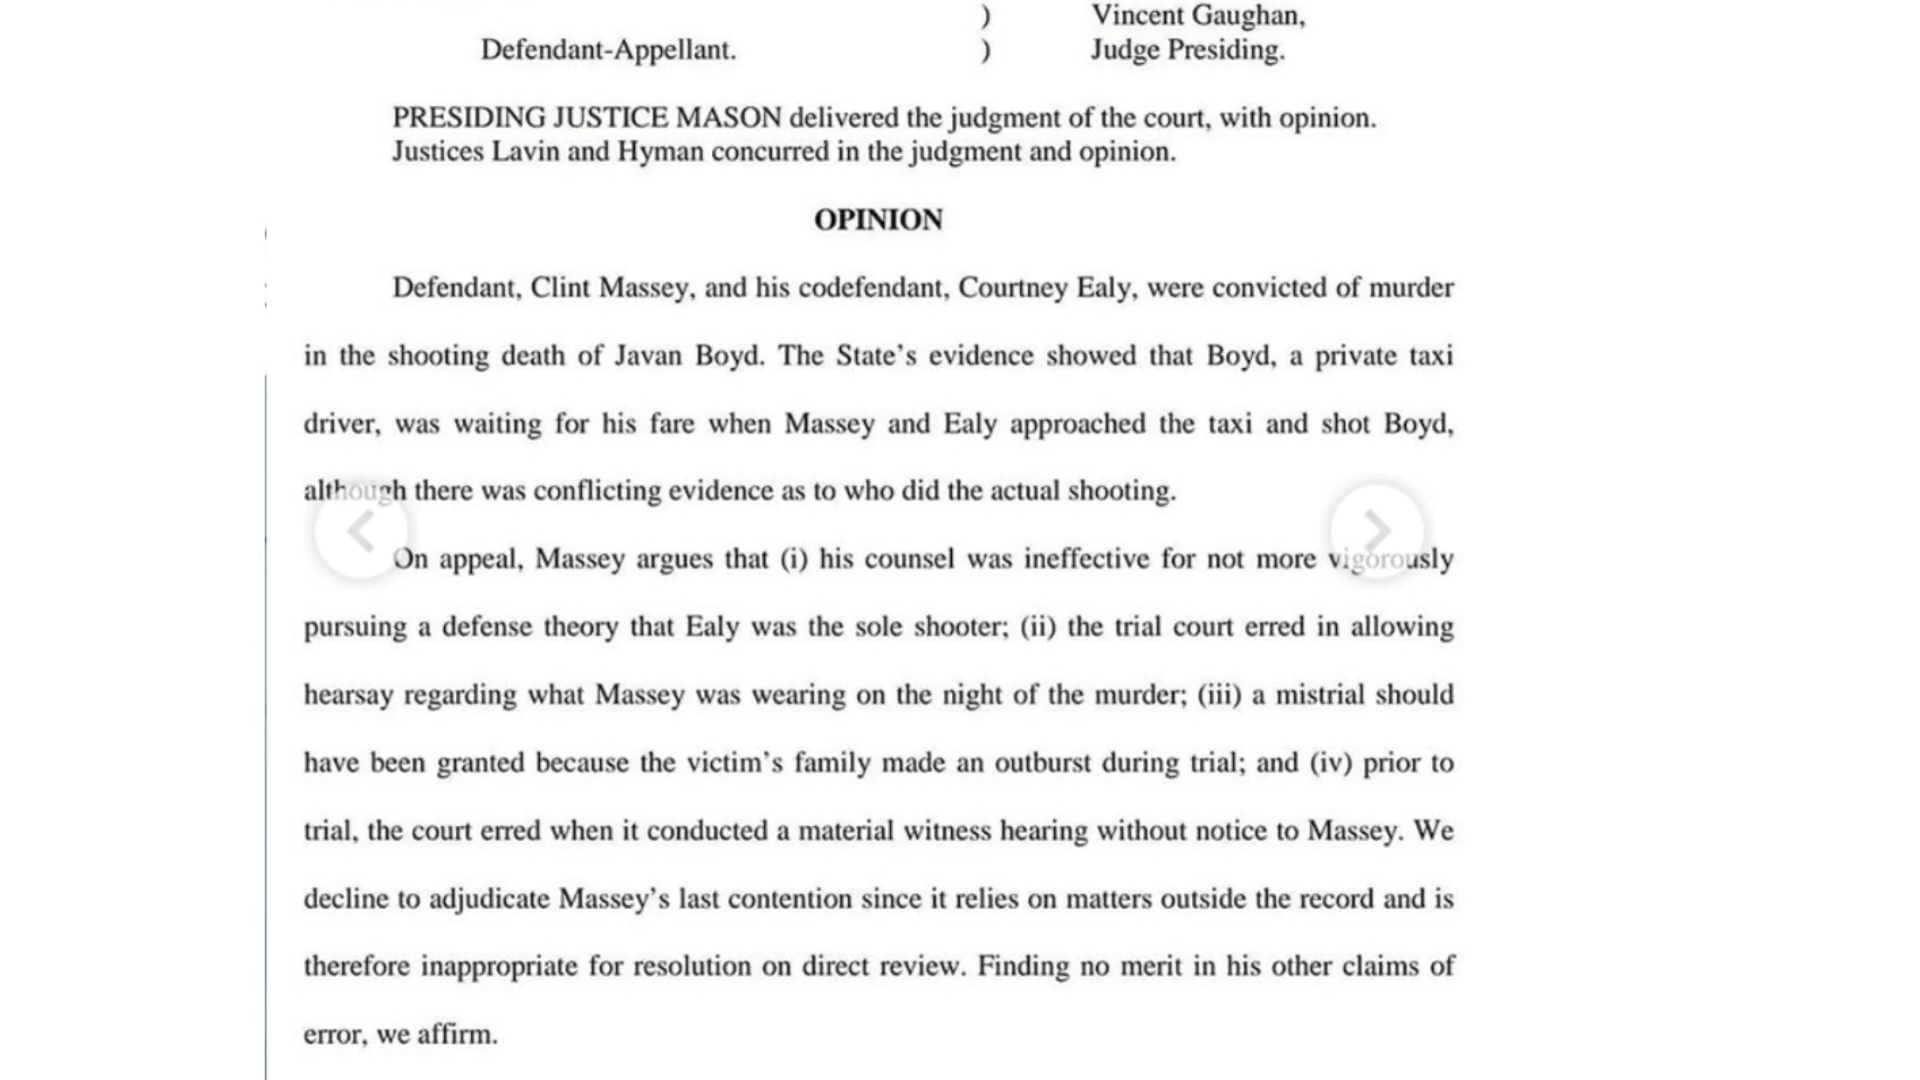 ) Vincent Gaughan,
Defendant-Appellant. ) Judge Presiding.
PRESIDING JUSTICE MASON delivered the judgment of the court, with opinion.
Justices Lavin and Hyman concurred in the judgment and opinion.
OPINION
Defendant, Clint Massey, and his codefendant, Courtney Ealy, were convicted of murder
in the shooting death of Javan Boyd. The State’s evidence showed that Boyd, a private taxi
driver, was waiting for his fare when Massey and Ealy approached the taxi and shot Boyd,
although there was conflicting evidence as to who did the actual shooting.
On appeal, Massey argues that (i) his counsel was ineffective for not more vigorously
pursuing a defense theory that Ealy was the sole shooter; (ii) the trial court erred in allowing
hearsay regarding what Massey was wearing on the night of the murder; (iii) a mistrial should
have been granted because the victim’s family made an outburst during trial; and (iv) prior to
trial, the court erred when it conducted a material witness hearing without notice to Massey. We
decline to adjudicate Massey’s last contention since it relies on matters outside the record and is
therefore inappropriate for resolution on direct review. Finding no merit in his other claims of
error, we affirm.